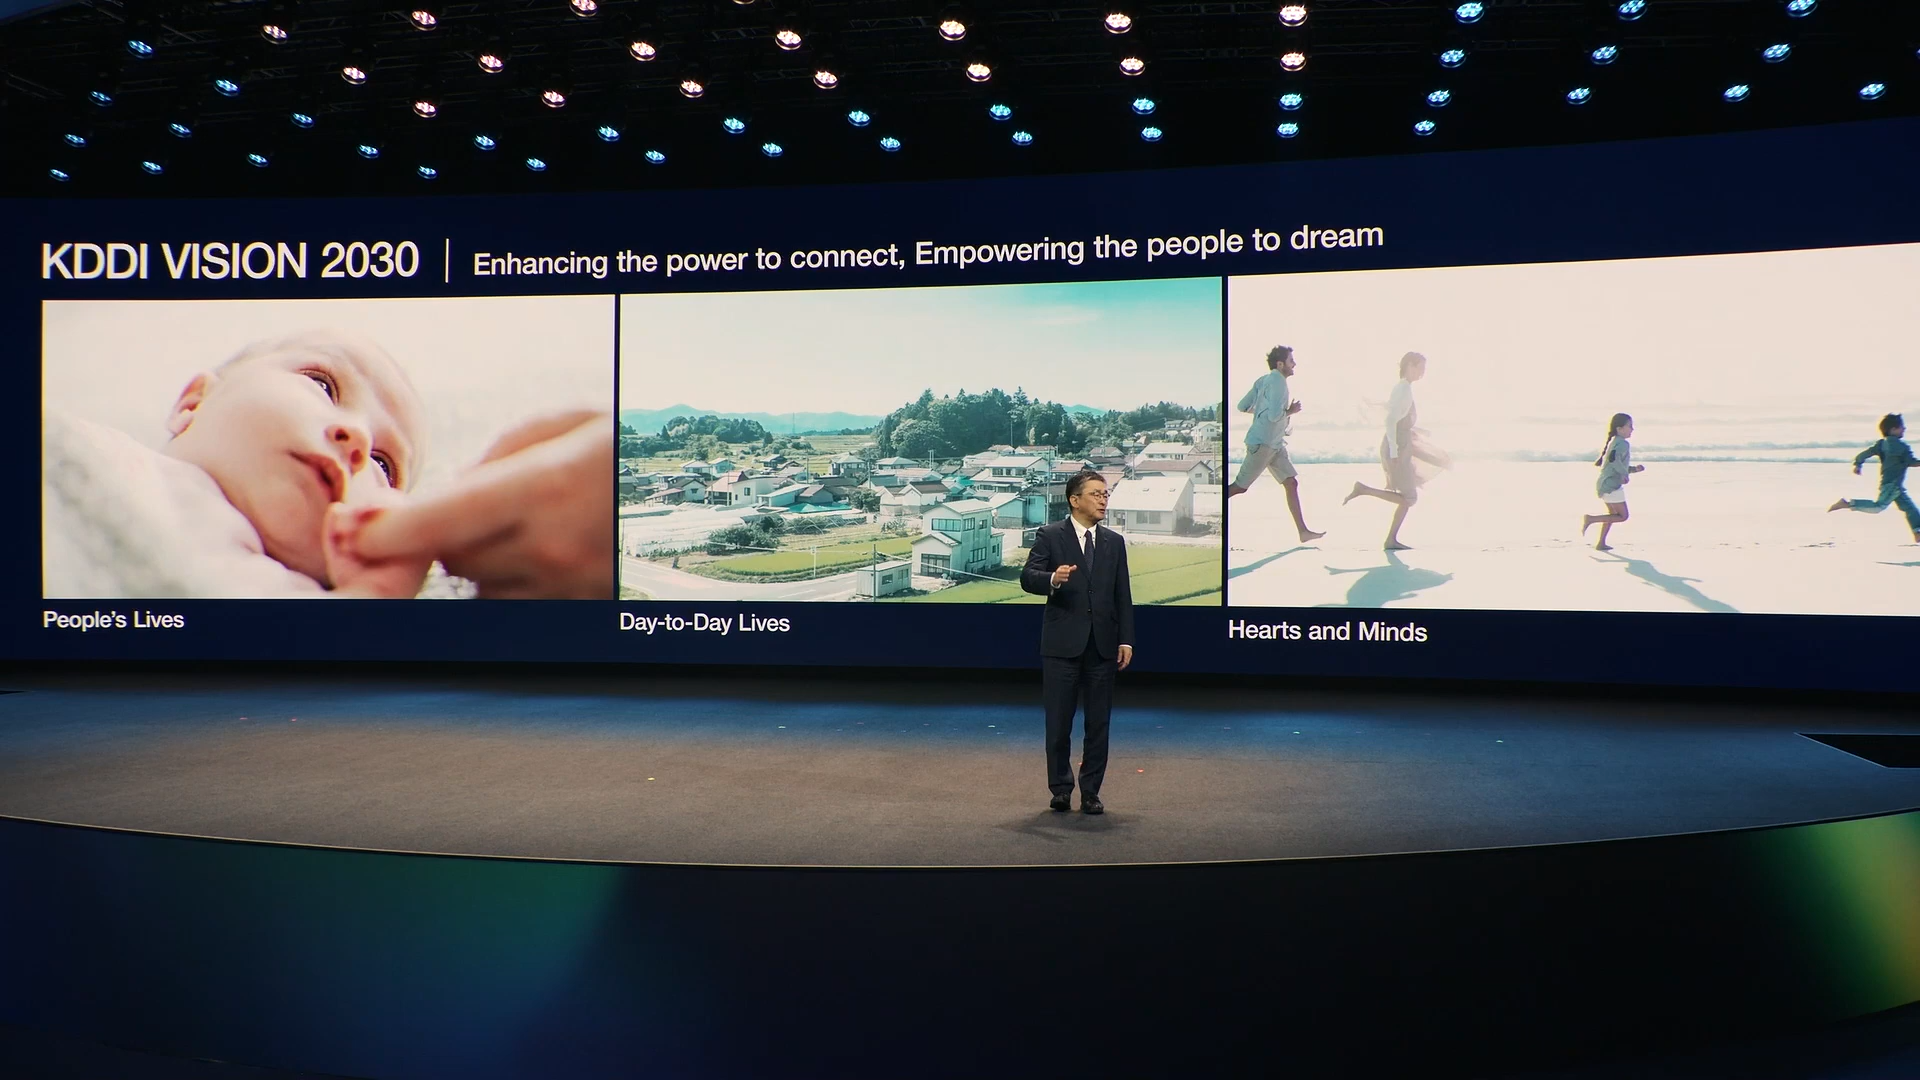 KDDI VISION 2030 | Enhancing the power to connect, Empowering the people to dream
People's Lives
Day-to-Day Lives
Hearts and Minds